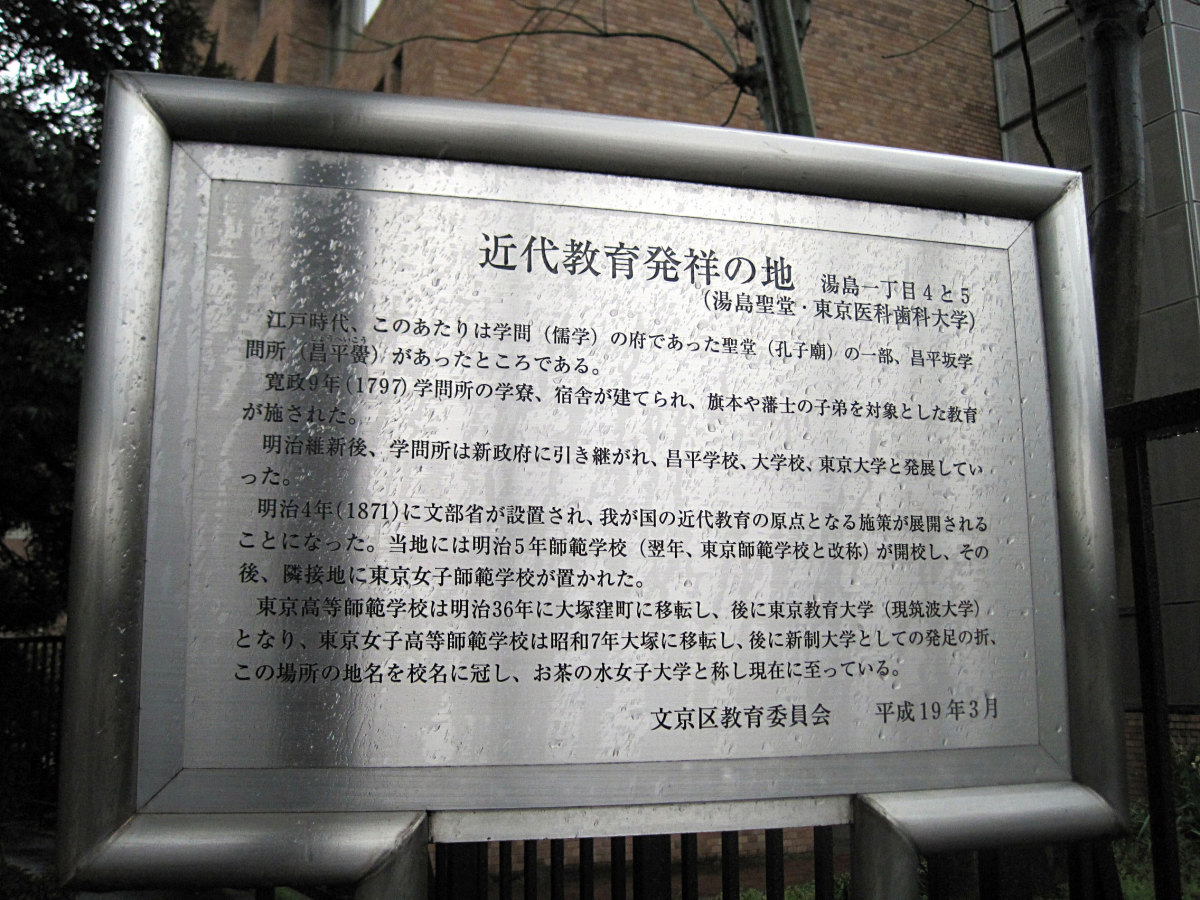 近代教育発祥の地 湯島一丁目4と5
(湯島聖堂・東京医科歯科大学)
江戸時代、このあたりは学問（儒学）の府であった聖堂（孔子廟）の一部、昌平坂学
問所（昌平黌）があったところである。
寛政9年(1797)学問所の学寮、宿舎が建てられ、旗本や藩士の子弟を対象とした教育
が施された。
明治維新後、学問所は新政府に引き継がれ、昌平学校、大学校、東京大学と発展してい
った。
明治4年(1871)に文部省が設置され、我が国の近代教育の原点となる施策が展開される
ことになった。当地には明治5年師範学校（翌年、東京師範学校と改称）が開校し、その
後、隣接地に東京女子師範学校が置かれた。
東京高等師範学校は明治36年に大塚窪町に移転し、後に東京教育大学（現筑波大学）
となり、東京女子高等師範学校は昭和7年大塚に移転し、後に新制大学としての発足の折、
この場所の地名を校名に冠し、お茶の水女子大学と称し現在に至っている。
文京区教育委員会 平成19年3月